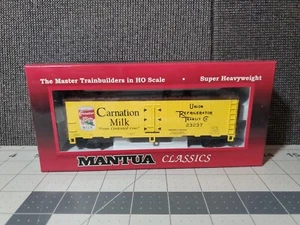 The Master Trainbuilders in HO Scale • Super Heavyweight
Carnation
Milk
"From Contented Cows"
Union
Refrigerator
Transit Co
23037
MANTUA CLASSICS